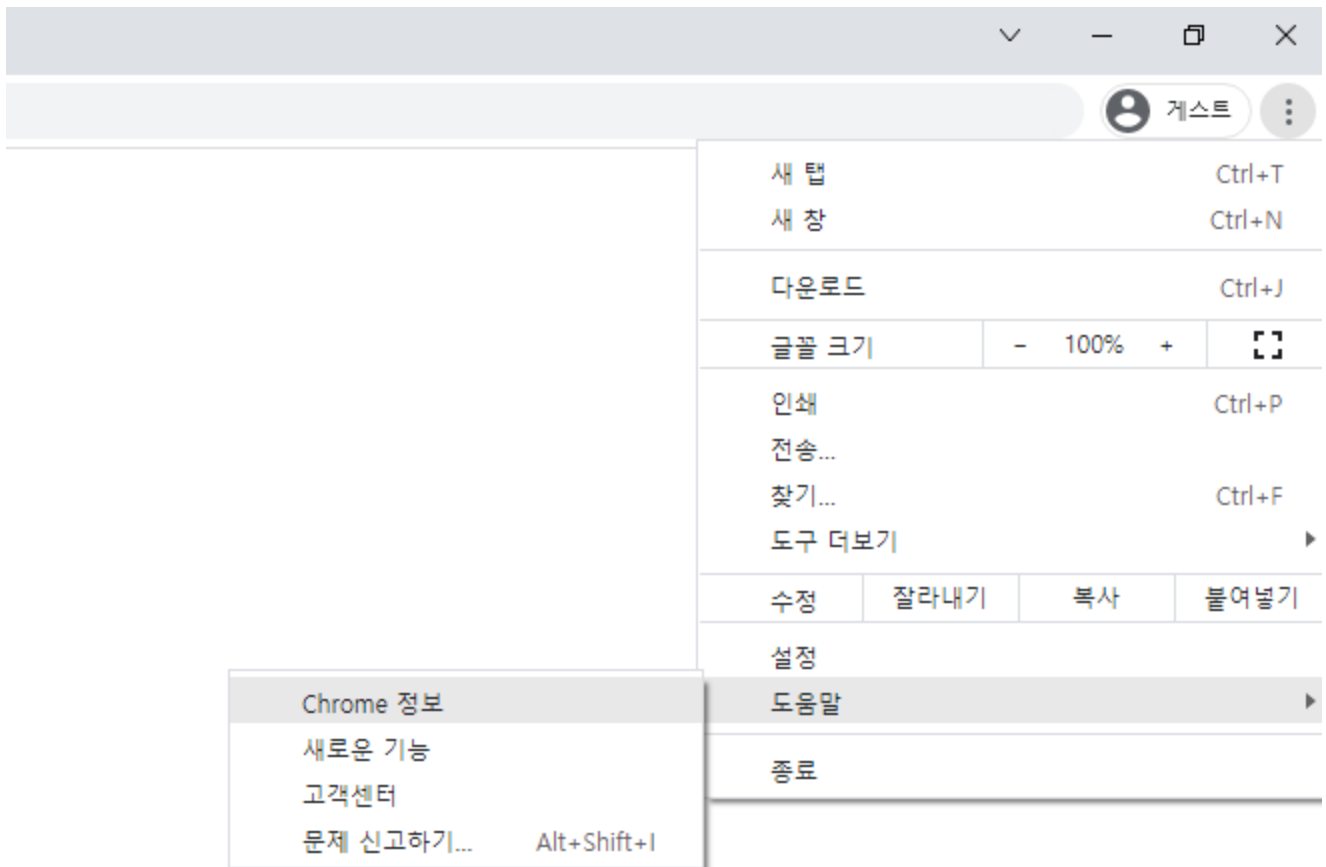 게스트
새 탭 Ctrl+T
새 창 Ctrl+N
다운로드 Ctrl+J
글꼴 크기 - 100% +
인쇄 Ctrl+P
전송...
찾기... Ctrl+F
도구 더보기
수정 잘라내기 복사 붙여넣기
설정
도움말
종료
Chrome 정보
새로운 기능
고객센터
문제 신고하기... Alt+Shift+I